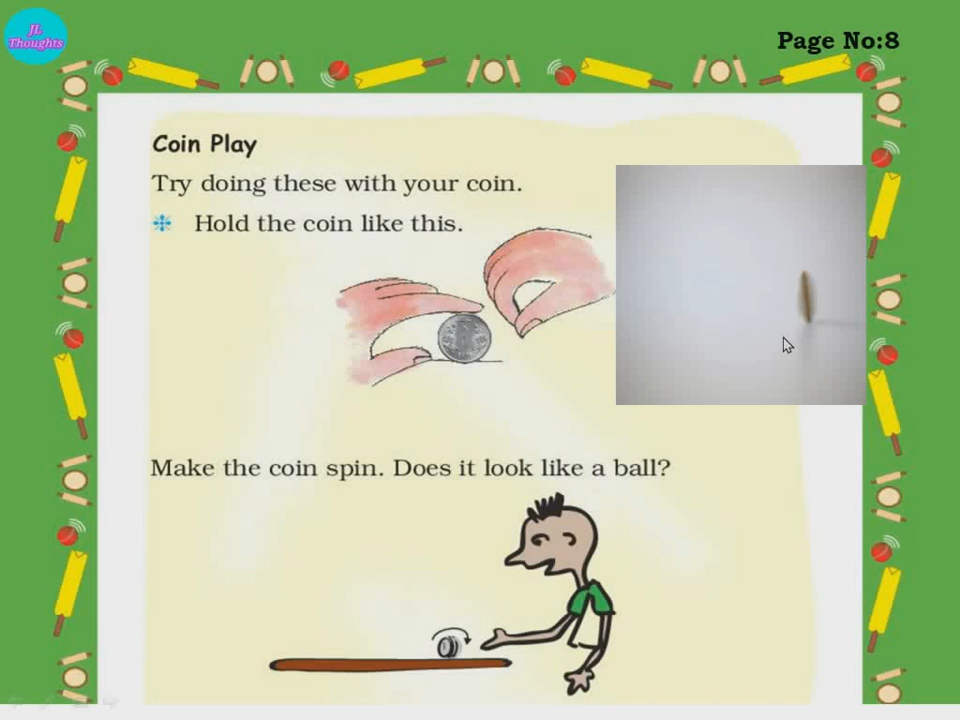 JL
Thoughts
Page No:8
Coin Play
Try doing these with your coin.
Hold the coin like this.
Make the coin spin. Does it look like a ball?